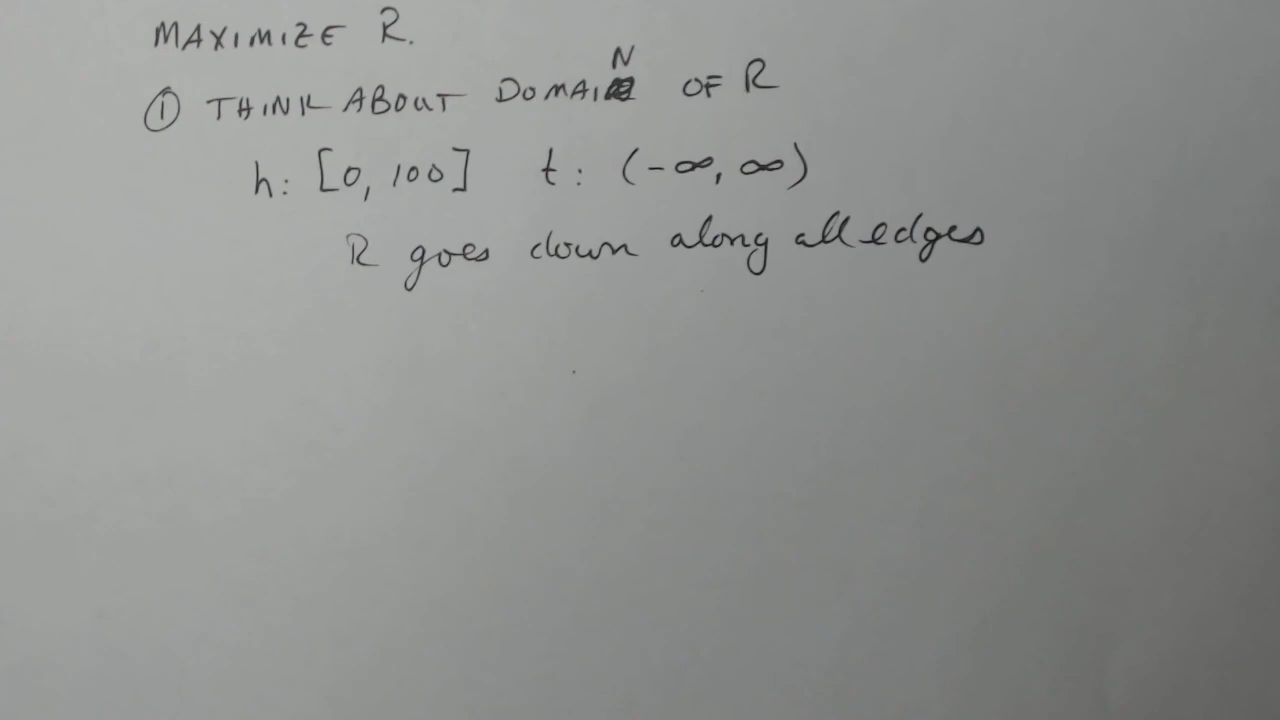 MAXIMIZE R.
① THINK ABOUT DOMAIN OF R
h: [0, 100] t: (-∞, ∞)
R goes down along all edges